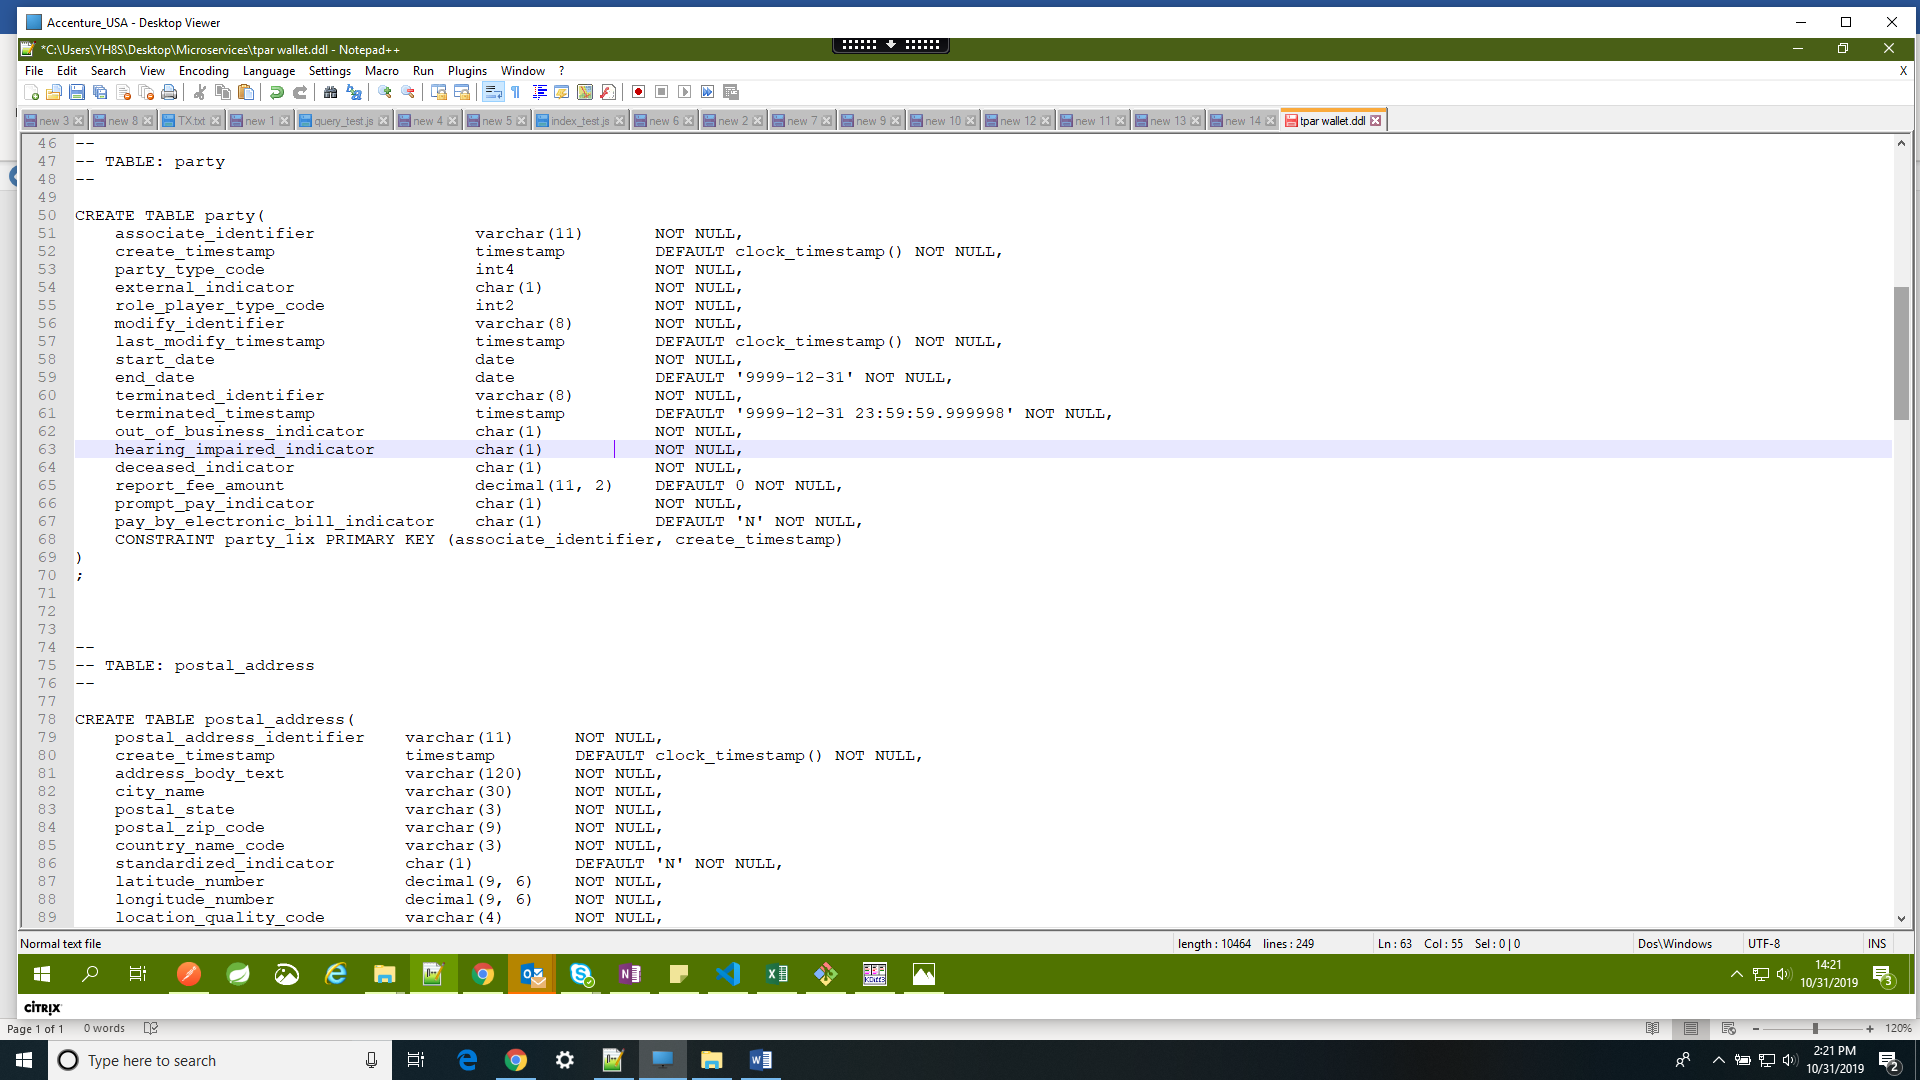 Accenture_USA - Desktop Viewer
*C:\Users\YH8S\Desktop\Microservices\tpar wallet.ddl - Notepad++
File Edit Search View Encoding Language Settings Macro Run Plugins Window ? X
new 3 new 8 TX.txt new 1 query_test.js new 4 new 5 index_test.js new 6 new 2 new 7 new 9 new 10 new 12 new 11 new 13 new 14 tpar wallet.ddl
46 --
47 -- TABLE: party
48 --
49
50 CREATE TABLE party(
51 associate_identifier varchar(11) NOT NULL,
52 create_timestamp timestamp DEFAULT clock_timestamp() NOT NULL,
53 party_type_code int4 NOT NULL,
54 external_indicator char(1) NOT NULL,
55 role_player_type_code int2 NOT NULL,
56 modify_identifier varchar(8) NOT NULL,
57 last_modify_timestamp timestamp DEFAULT clock_timestamp() NOT NULL,
58 start_date date NOT NULL,
59 end_date date DEFAULT '9999-12-31' NOT NULL,
60 terminated_identifier varchar(8) NOT NULL,
61 terminated_timestamp timestamp DEFAULT '9999-12-31 23:59:59.999998' NOT NULL,
62 out_of_business_indicator char(1) NOT NULL,
63 hearing_impaired_indicator char(1) NOT NULL,
64 deceased_indicator char(1) NOT NULL,
65 report_fee_amount decimal(11, 2) DEFAULT 0 NOT NULL,
66 prompt_pay_indicator char(1) NOT NULL,
67 pay_by_electronic_bill_indicator char(1) DEFAULT 'N' NOT NULL,
68 CONSTRAINT party_1ix PRIMARY KEY (associate_identifier, create_timestamp)
69 )
70 ;
71
72
73
74 --
75 -- TABLE: postal_address
76 --
77
78 CREATE TABLE postal_address(
79 postal_address_identifier varchar(11) NOT NULL,
80 create_timestamp timestamp DEFAULT clock_timestamp() NOT NULL,
81 address_body_text varchar(120) NOT NULL,
82 city_name varchar(30) NOT NULL,
83 postal_state varchar(3) NOT NULL,
84 postal_zip_code varchar(9) NOT NULL,
85 country_name_code varchar(3) NOT NULL,
86 standardized_indicator char(1) DEFAULT 'N' NOT NULL,
87 latitude_number decimal(9, 6) NOT NULL,
88 longitude_number decimal(9, 6) NOT NULL,
89 location_quality_code varchar(4) NOT NULL,
Normal text file length : 10464 lines : 249 Ln : 63 Col : 55 Sel : 0 | 0 Dos\Windows UTF-8 INS
14:21
10/31/2019
3
CITRIX
Page 1 of 1 0 words 120%
Type here to search
2:21 PM
10/31/2019
2